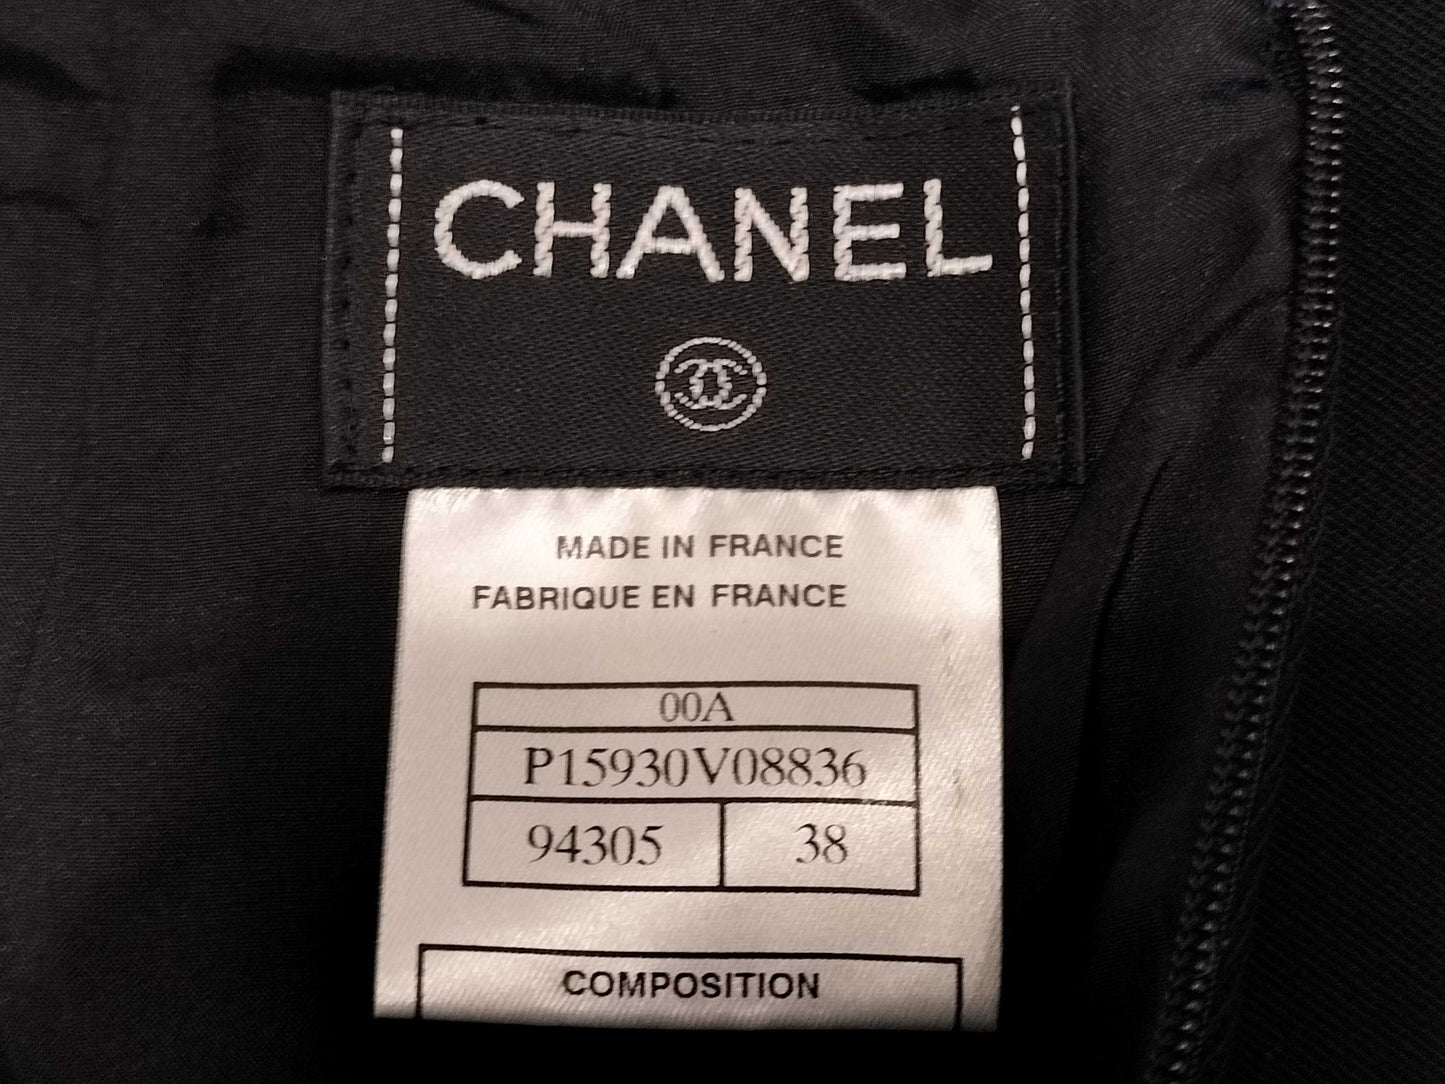 CHANEL
MADE IN FRANCE
FABRIQUE EN FRANCE
00A
P15930V08836
94305 38
COMPOSITION